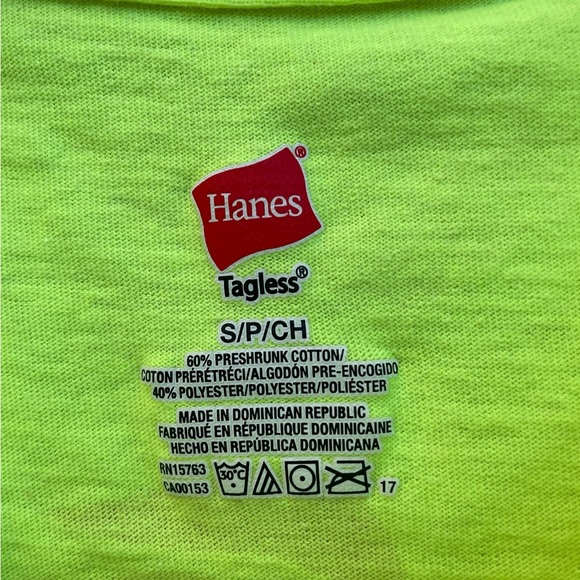 Hanes®
Tagless®
S/P/CH
60% PRESHRUNK COTTON/
COTON PRÉRÉTRÉCI/ALGODÓN PRE-ENCOGIDO
40% POLYESTER/POLYESTER/POLIÉSTER
MADE IN DOMINICAN REPUBLIC
FABRIQUÉ EN RÉPUBLIQUE DOMINICAINE
HECHO EN REPÚBLICA DOMINICANA
RN15763
CA00153
30°C
17